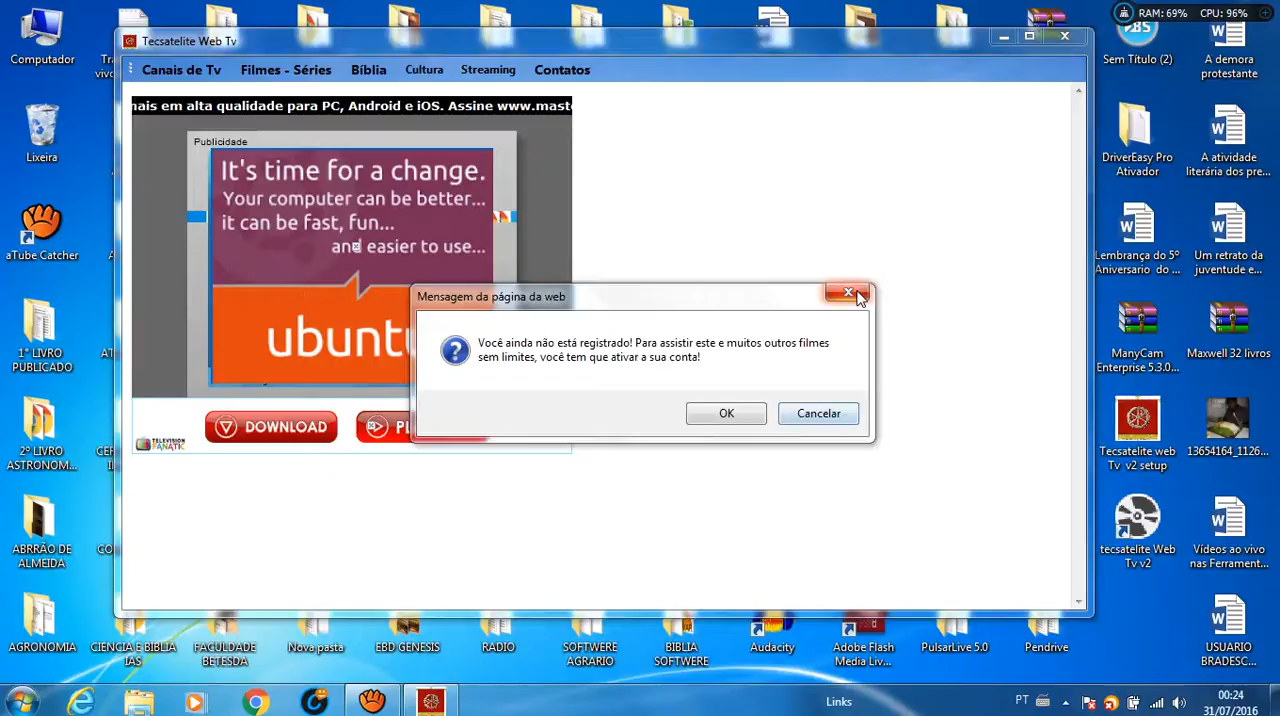 RAM: 69% CPU: 96%
Tecsatelite Web Tv
Canais de Tv Filmes - Séries Bíblia Cultura Streaming Contatos
nais em alta qualidade para PC, Android e iOS. Assine www.maste
Publicidade
It's time for a change.
Your computer can be better...
it can be fast, fun...
and easier to use...
ubuntu
Mensagem da página da web
Você ainda não está registrado! Para assistir este e muitos outros filmes
sem limites, você tem que ativar a sua conta!
OK Cancelar
DOWNLOAD
TELEVISION
FANATIC
Computador
Lixeira
aTube Catcher
1º LIVRO
PUBLICADO
2º LIVRO
ASTRONOM...
ABRRÃO DE
ALMEIDA
AGRONOMIA
CIENCIA E BIBLIA
IAS
FACULDADE
BETESDA
Nova pasta
EBD GENESIS
RADIO
SOFTWERE
AGRARIO
BIBLIA
SOFTWERE
Audacity
Adobe Flash
Media Liv...
PulsarLive 5.0
Pendrive
Sem Título (2)
A demora
protestante
DriverEasy Pro
Ativador
A atividade
literária dos pre...
Lembrança do 5º
Aniversario do ...
Um retrato da
juventude e...
ManyCam
Enterprise 5.3.0...
Maxwell 32 livros
Tecsatelite web
Tv v2 setup
13654164_1126...
tecsatelite Web
Tv v2
Vídeos ao vivo
nas Ferrament...
USUARIO
BRADESC...
Links
PT
00:24
31/07/2016